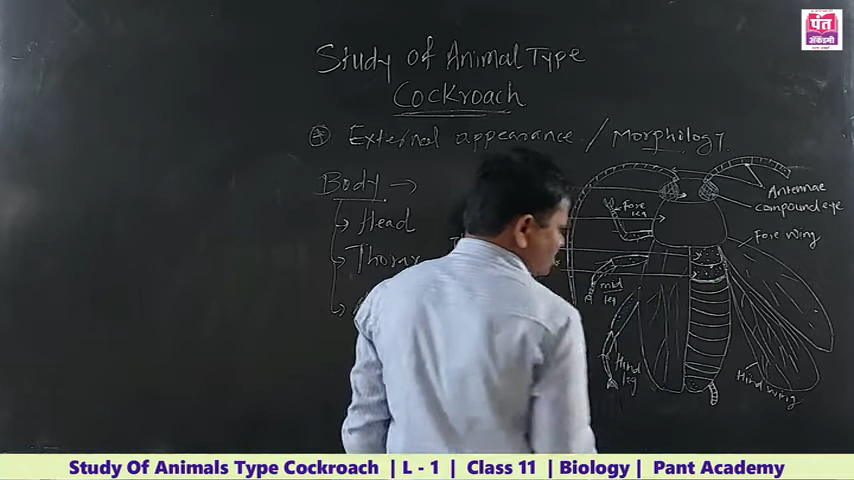 पंत
अ‍ॅकॅडमी
Study of Animal Type
Cockroach
External appearance / Morphology
Body →
Head
Thorax
Antennae
compound eye
Fore leg
Fore wing
mid leg
Hind leg
Hind wing
Study Of Animals Type Cockroach | L - 1 | Class 11 | Biology | Pant Academy